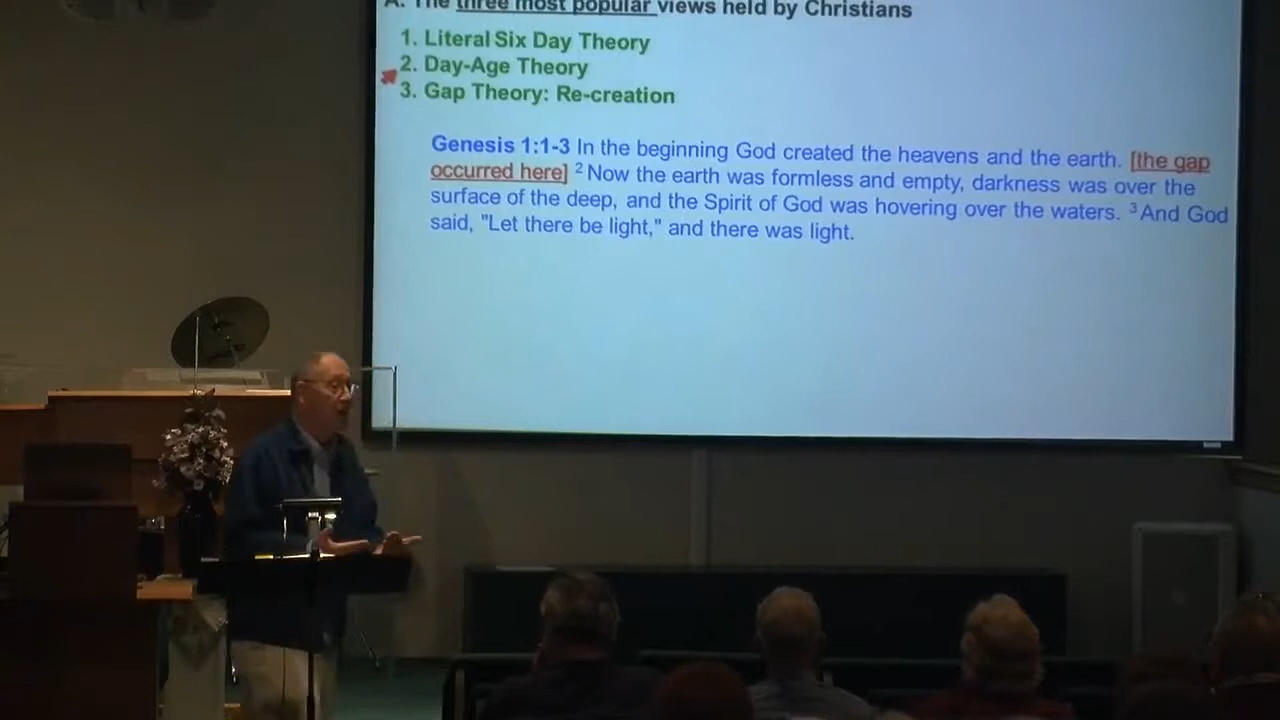 A. The three most popular views held by Christians
1. Literal Six Day Theory
2. Day-Age Theory
3. Gap Theory: Re-creation
Genesis 1:1-3 In the beginning God created the heavens and the earth. [the gap
occurred here] 2 Now the earth was formless and empty, darkness was over the
surface of the deep, and the Spirit of God was hovering over the waters. 3 And God
said, "Let there be light," and there was light.